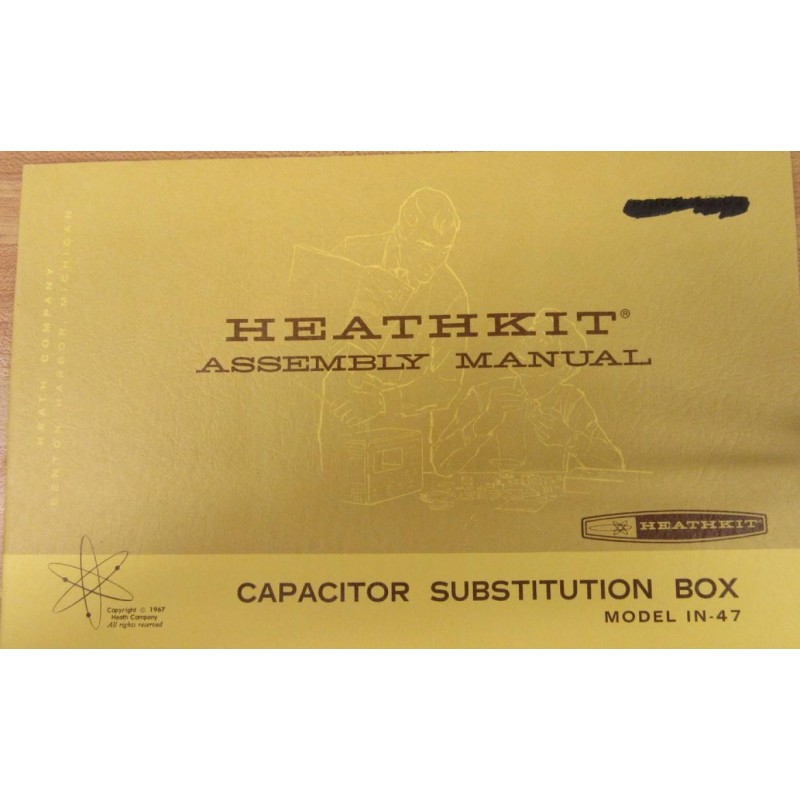 HEATH COMPANY
BENTON HARBOR, MICHIGAN
HEATHKIT®
ASSEMBLY MANUAL
HEATHKIT®
Copyright © 1967
Heath Company
All rights reserved
CAPACITOR SUBSTITUTION BOX
MODEL IN-47